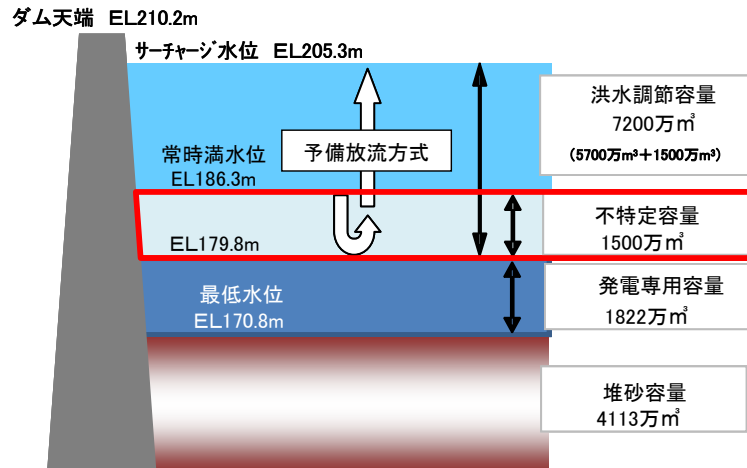 ダム天端 EL210.2m
サーチャージ水位 EL205.3m
洪水調節容量
7200万㎥
(5700万㎥+1500万㎥)
予備放流方式
常時満水位
EL186.3m
不特定容量
1500万㎥
EL179.8m
発電専用容量
1822万㎥
最低水位
EL170.8m
堆砂容量
4113万㎥